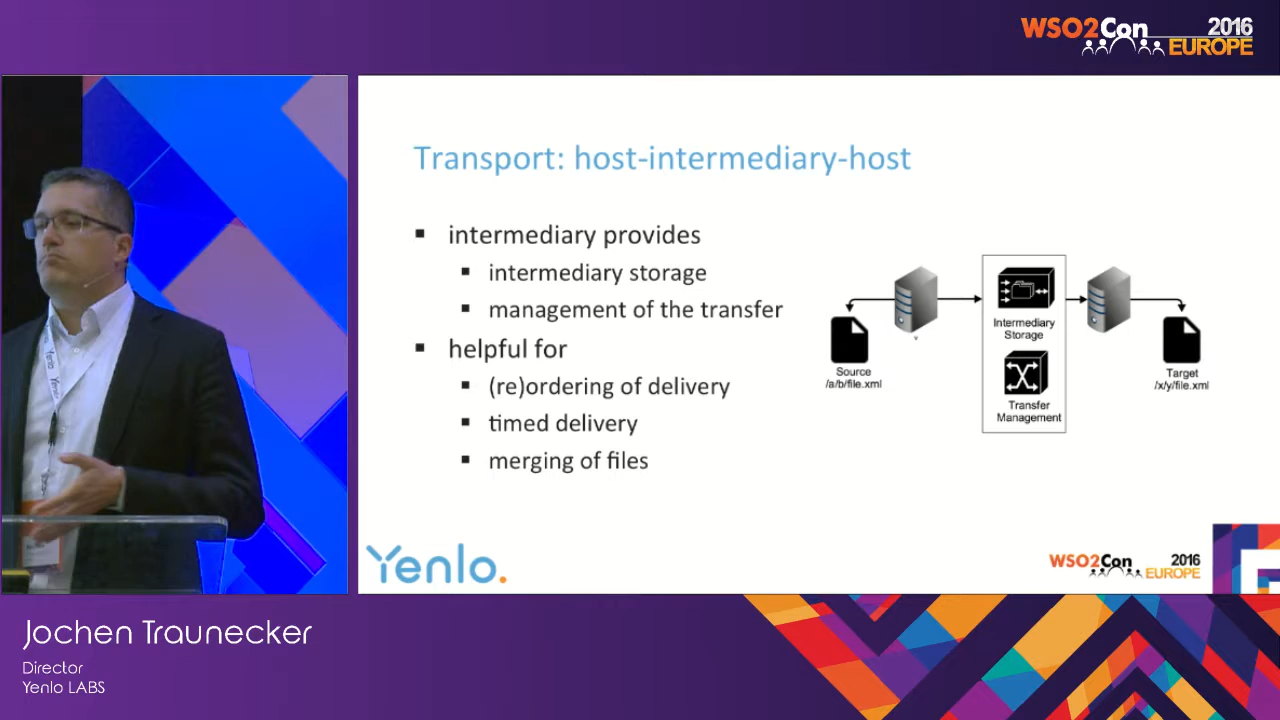 WSO2Con 2016
EUROPE
Transport: host-intermediary-host
intermediary provides
intermediary storage
management of the transfer
helpful for
(re)ordering of delivery
timed delivery
merging of files
Intermediary
Storage
Transfer
Management
Source
/a/b/file.xml
Target
/x/y/file.xml
Yenlo.
WSO2Con 2016
EUROPE
Yenlo
Jochen Traunecker
Director
Yenlo LABS